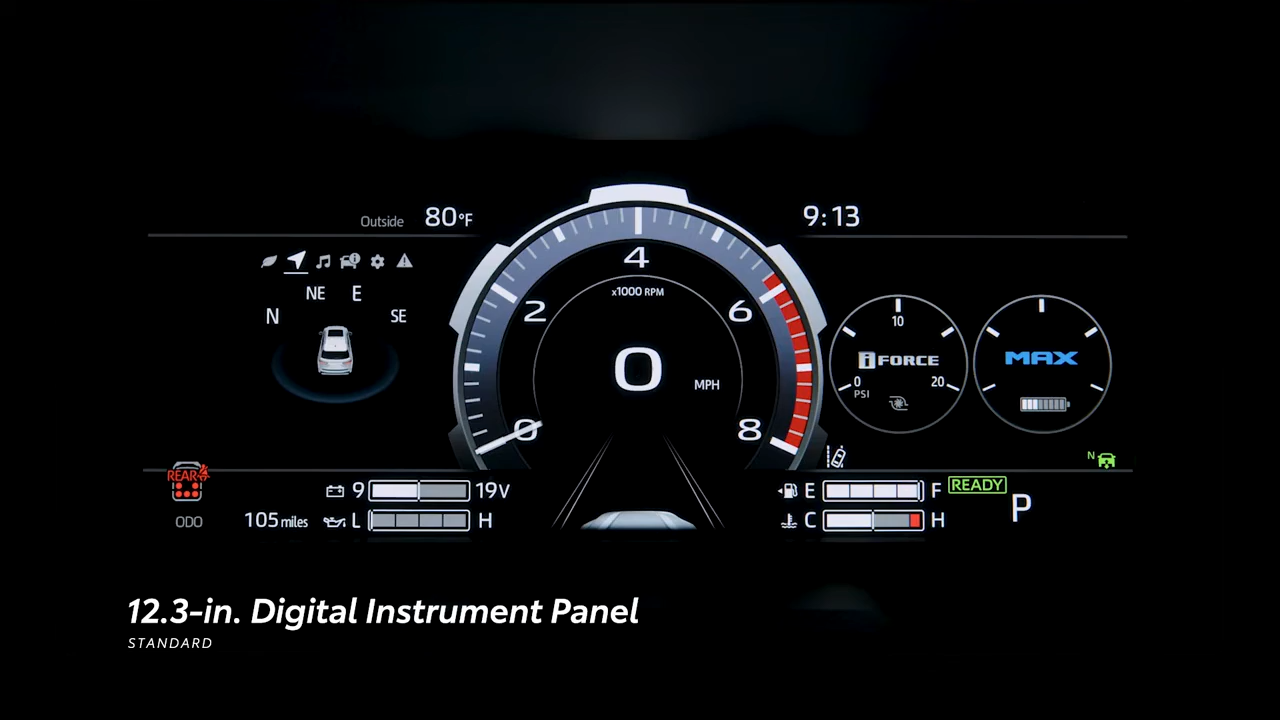 Outside 80°F
9:13
4
x1000 RPM
NE E
N SE
2 6
10
0 MPH
iFORCE
MAX
0 20
PSI
0 8
N
REAR
9 19V
E F READY
P
ODO 105 miles
L H
C H
12.3-in. Digital Instrument Panel
STANDARD